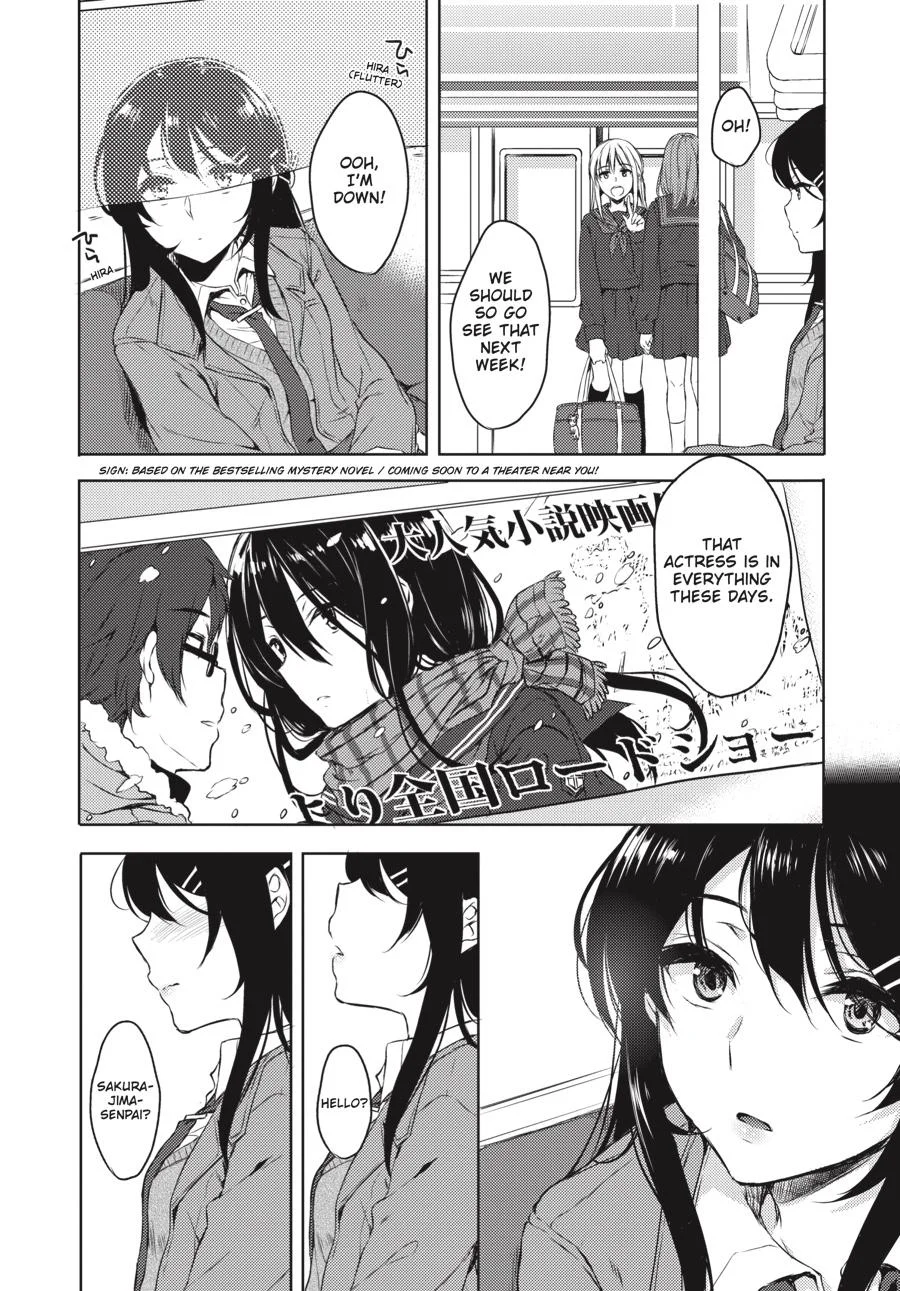 OH!
WE
SHOULD
SO GO
SEE THAT
NEXT
WEEK!
ひら
HIRA
(FLUTTER)
OOH,
I'M
DOWN!
ひら
HIRA
SIGN: BASED ON THE BESTSELLING MYSTERY NOVEL / COMING SOON TO A THEATER NEAR YOU!
THAT
ACTRESS IS IN
EVERYTHING
THESE DAYS.
大人気小説映画
より全国ロードショー
HELLO?
SAKURA-
JIMA-
SENPAI?